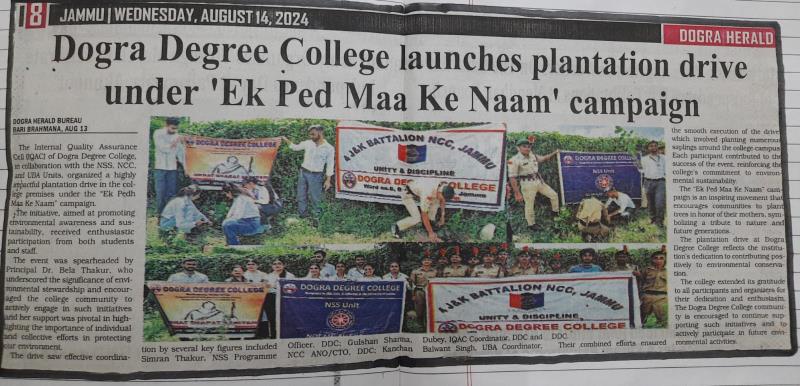 8 JAMMU | WEDNESDAY, AUGUST 14, 2024
DOGRA HERALD
Dogra Degree College launches plantation drive
under 'Ek Ped Maa Ke Naam' campaign
DOGRA HERALD BUREAU
BARI BRAHMANA, AUG 13
The Internal Quality Assurance
Cell (IQAC) of Dogra Degree College,
in collaboration with the NSS, NCC,
and UBA Units, organized a highly
impactful plantation drive in the col-
lege premises under the "Ek Pedh
Maa Ke Naam" campaign.
The initiative, aimed at promoting
environmental awareness and sus-
tainability, received enthusiastic
participation from both students
and staff.
The event was spearheaded by
Principal Dr. Bela Thakur, who
underscored the significance of envi-
ronmental stewardship and encour-
aged the college community to
actively engage in such initiatives
and her support was pivotal in high-
lighting the importance of individual
and collective efforts in protecting
our environment.
The drive saw effective coordina-
DOGRA DEGREE COLLEGE
4 J&K BATTALION NCC, JAMMU
UNITY & DISCIPLINE
DOGRA DEGREE COLLEGE
DOGRA DEGREE COLLEGE
NSS Unit
DOGRA DEGREE COLLEGE
DOGRA DEGREE COLLEGE
NSS Unit
4 J&K BATTALION NCC, JAMMU
UNITY & DISCIPLINE
DOGRA DEGREE COLLEGE
tion by several key figures included
Simran Thakur, NSS Programme
Officer, DDC; Gulshan Sharma,
NCC ANO/CTO, DDC; Kanchan
Dubey, IQAC Coordinator, DDC and
Balwant Singh, UBA Coordinator,
DDC.
Their combined efforts ensured
the smooth execution of the drive
which involved planting numerous
saplings around the college campus
Each participant contributed to the
success of the event, reinforcing the
college's commitment to environ-
mental sustainability.
The "Ek Ped Maa Ke Naam" cam-
paign is an inspiring movement that
encourages communities to plant
trees in honor of their mothers, sym-
bolizing a tribute to nature and
future generations.
The plantation drive at Dogra
Degree College reflects the institu-
tion's dedication to contributing pos-
itively to environmental conserva-
tion.
The college extended its gratitude
to all participants and organizers for
their dedication and enthusiasm.
The Dogra Degree College communi-
ty is encouraged to continue sup-
porting such initiatives and to
actively participate in future envi-
ronmental activities.